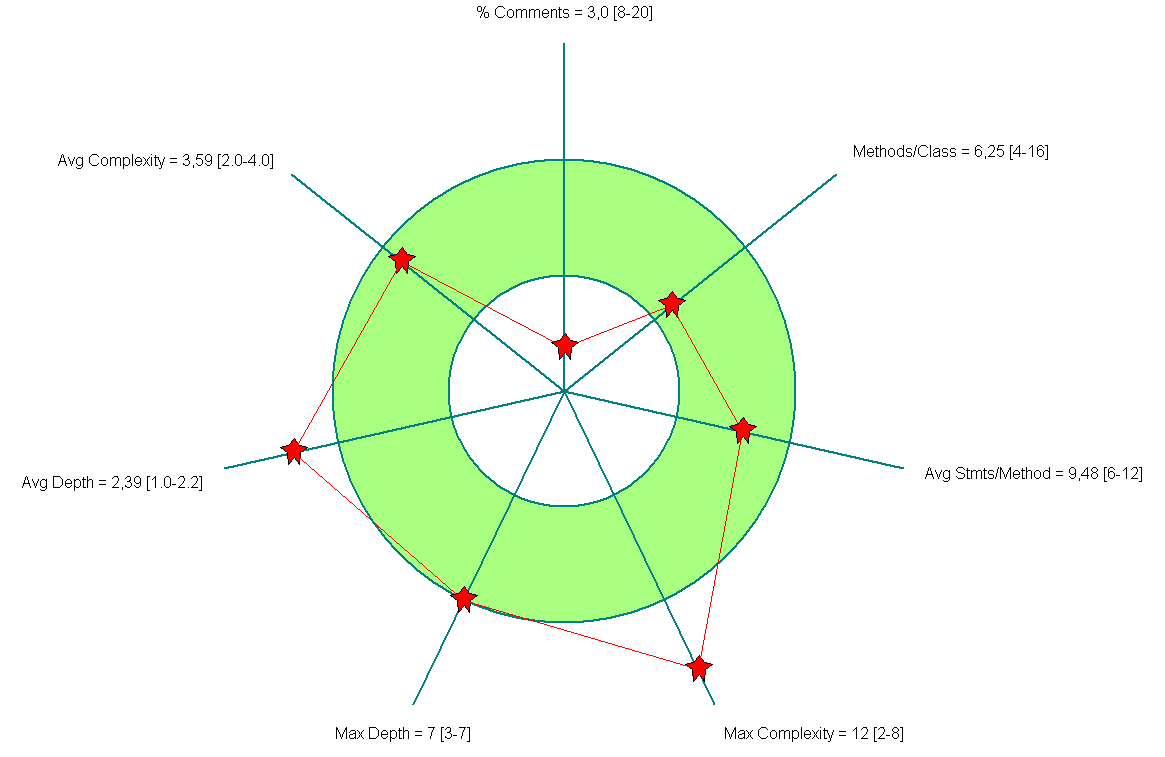 % Comments = 3,0 [8-20]
Methods/Class = 6,25 [4-16]
Avg Complexity = 3,59 [2.0-4.0]
Avg Stmts/Method = 9,48 [6-12]
Avg Depth = 2,39 [1.0-2.2]
Max Depth = 7 [3-7]
Max Complexity = 12 [2-8]